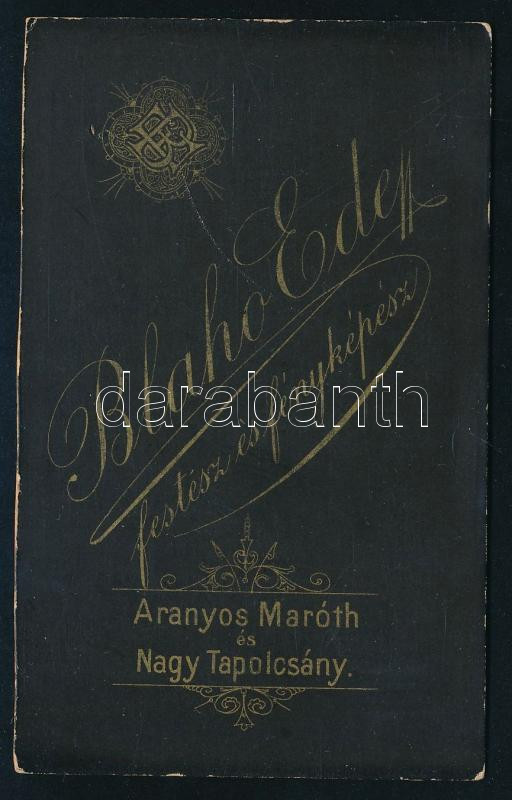 Blaho Ede
festész és fényképész
darabanth
Aranyos Maróth
és
Nagy Tapolcsány.